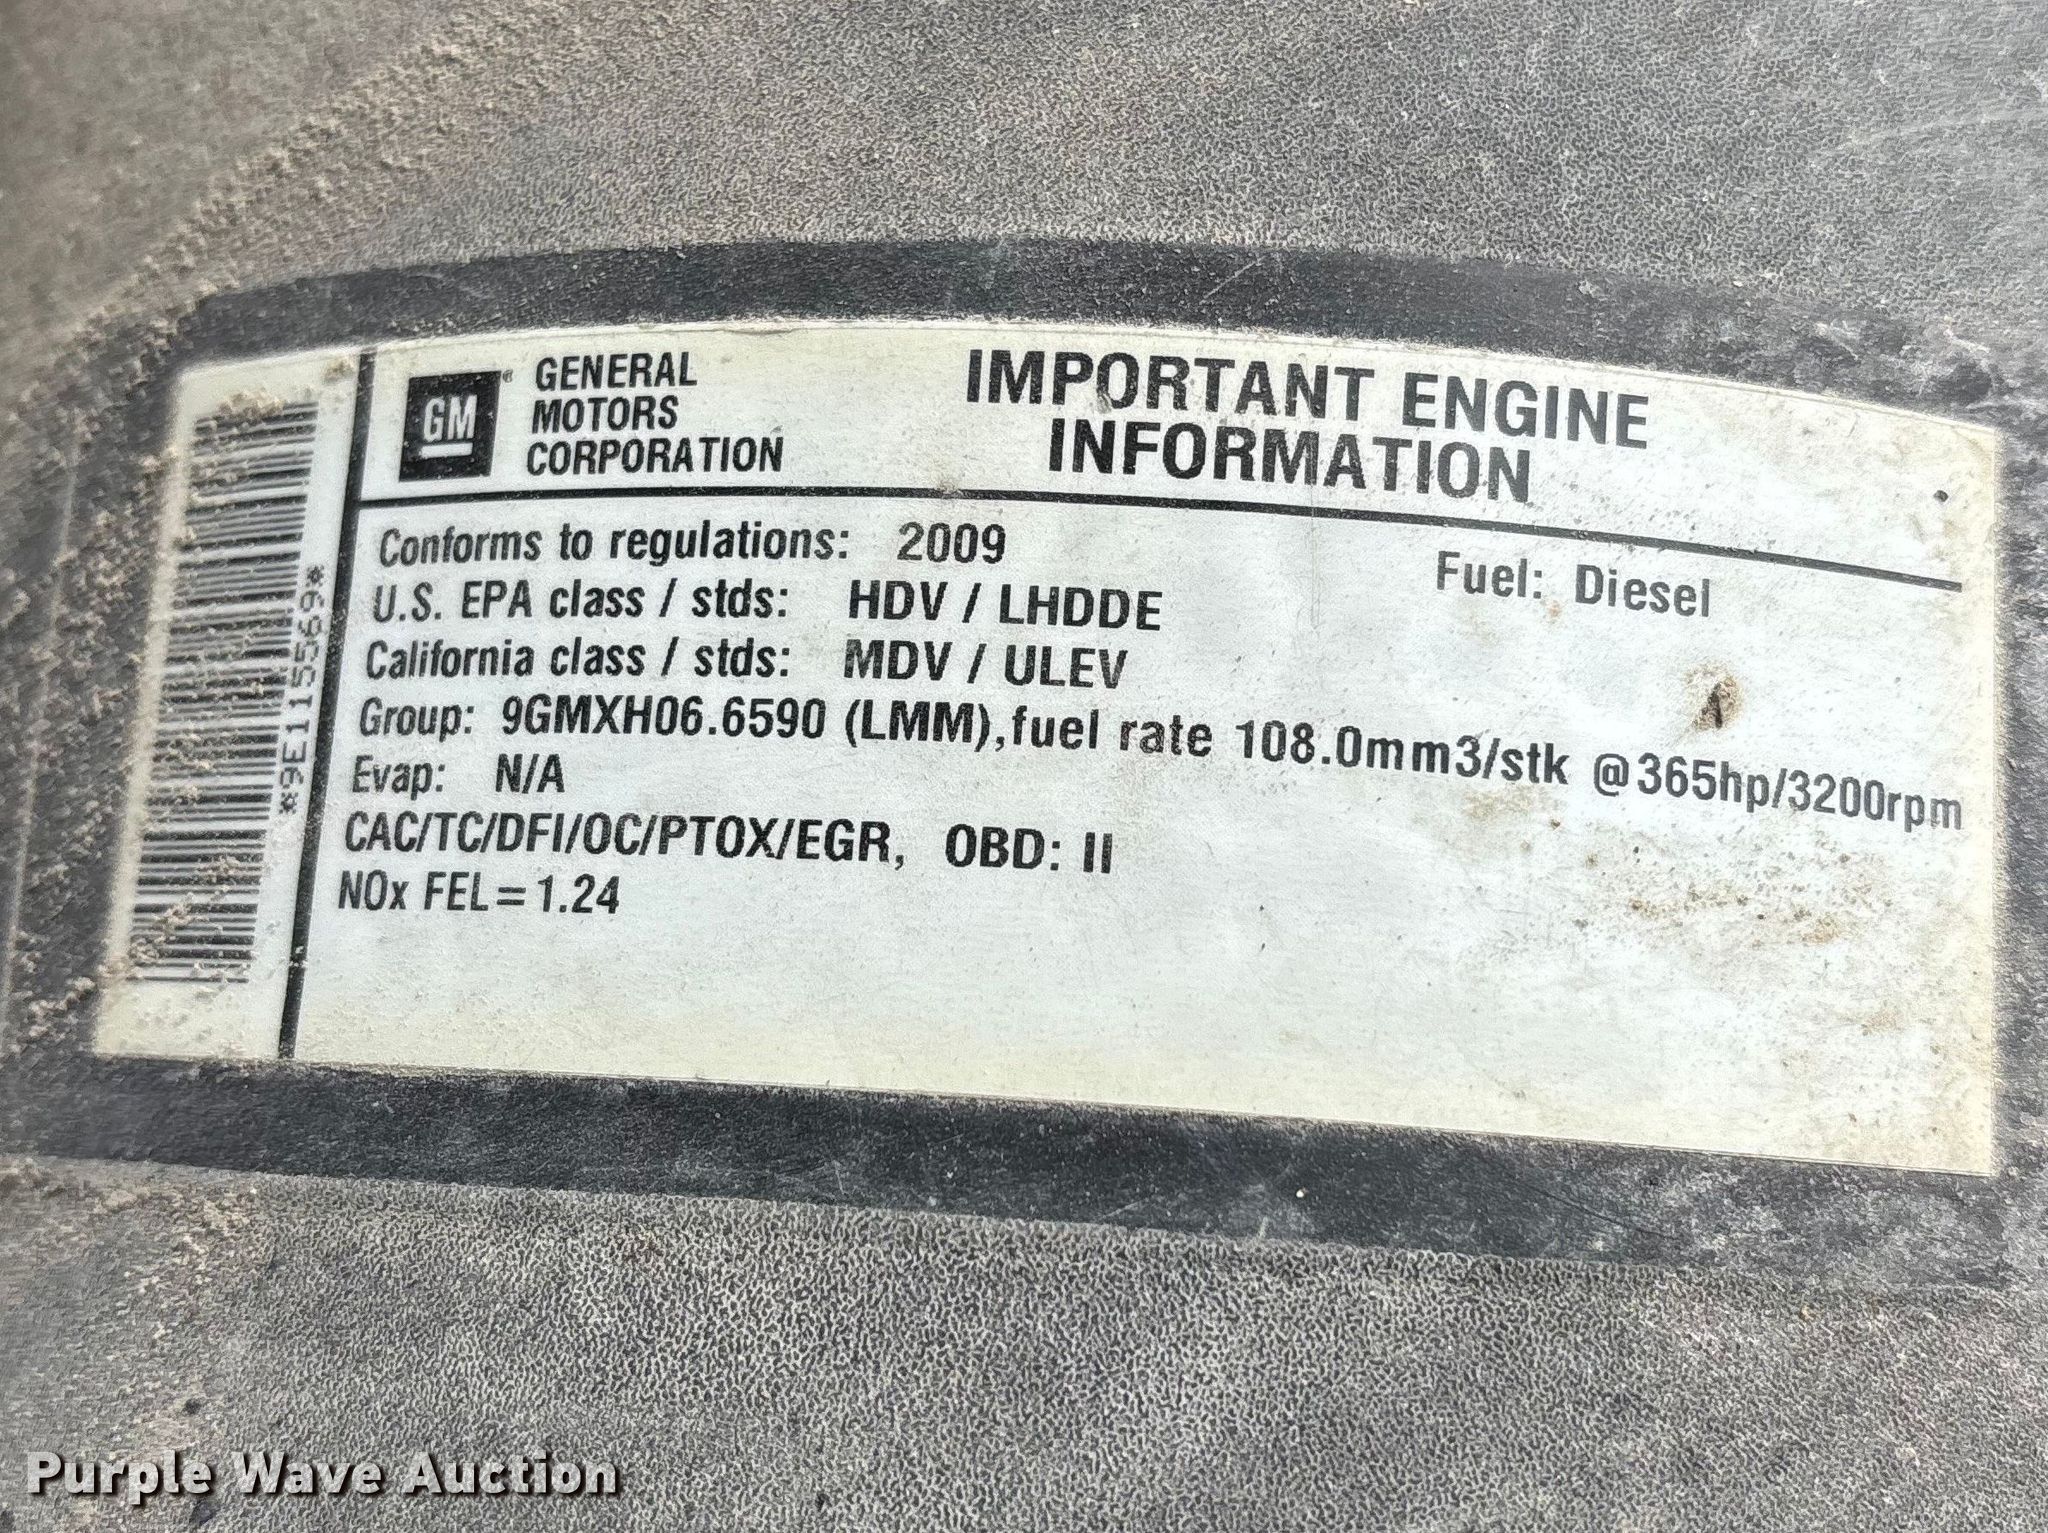 GM
GENERAL
MOTORS
CORPORATION
IMPORTANT ENGINE
INFORMATION
*9E115569*
Conforms to regulations: 2009
Fuel: Diesel
U.S. EPA class / stds: HDV / LHDDE
California class / stds: MDV / ULEV
Group: 9GMXH06.6590 (LMM),fuel rate 108.0mm3/stk @365hp/3200rpm
Evap: N/A
CAC/TC/DFI/OC/PTOX/EGR, OBD: II
NOx FEL=1.24
Purple Wave Auction